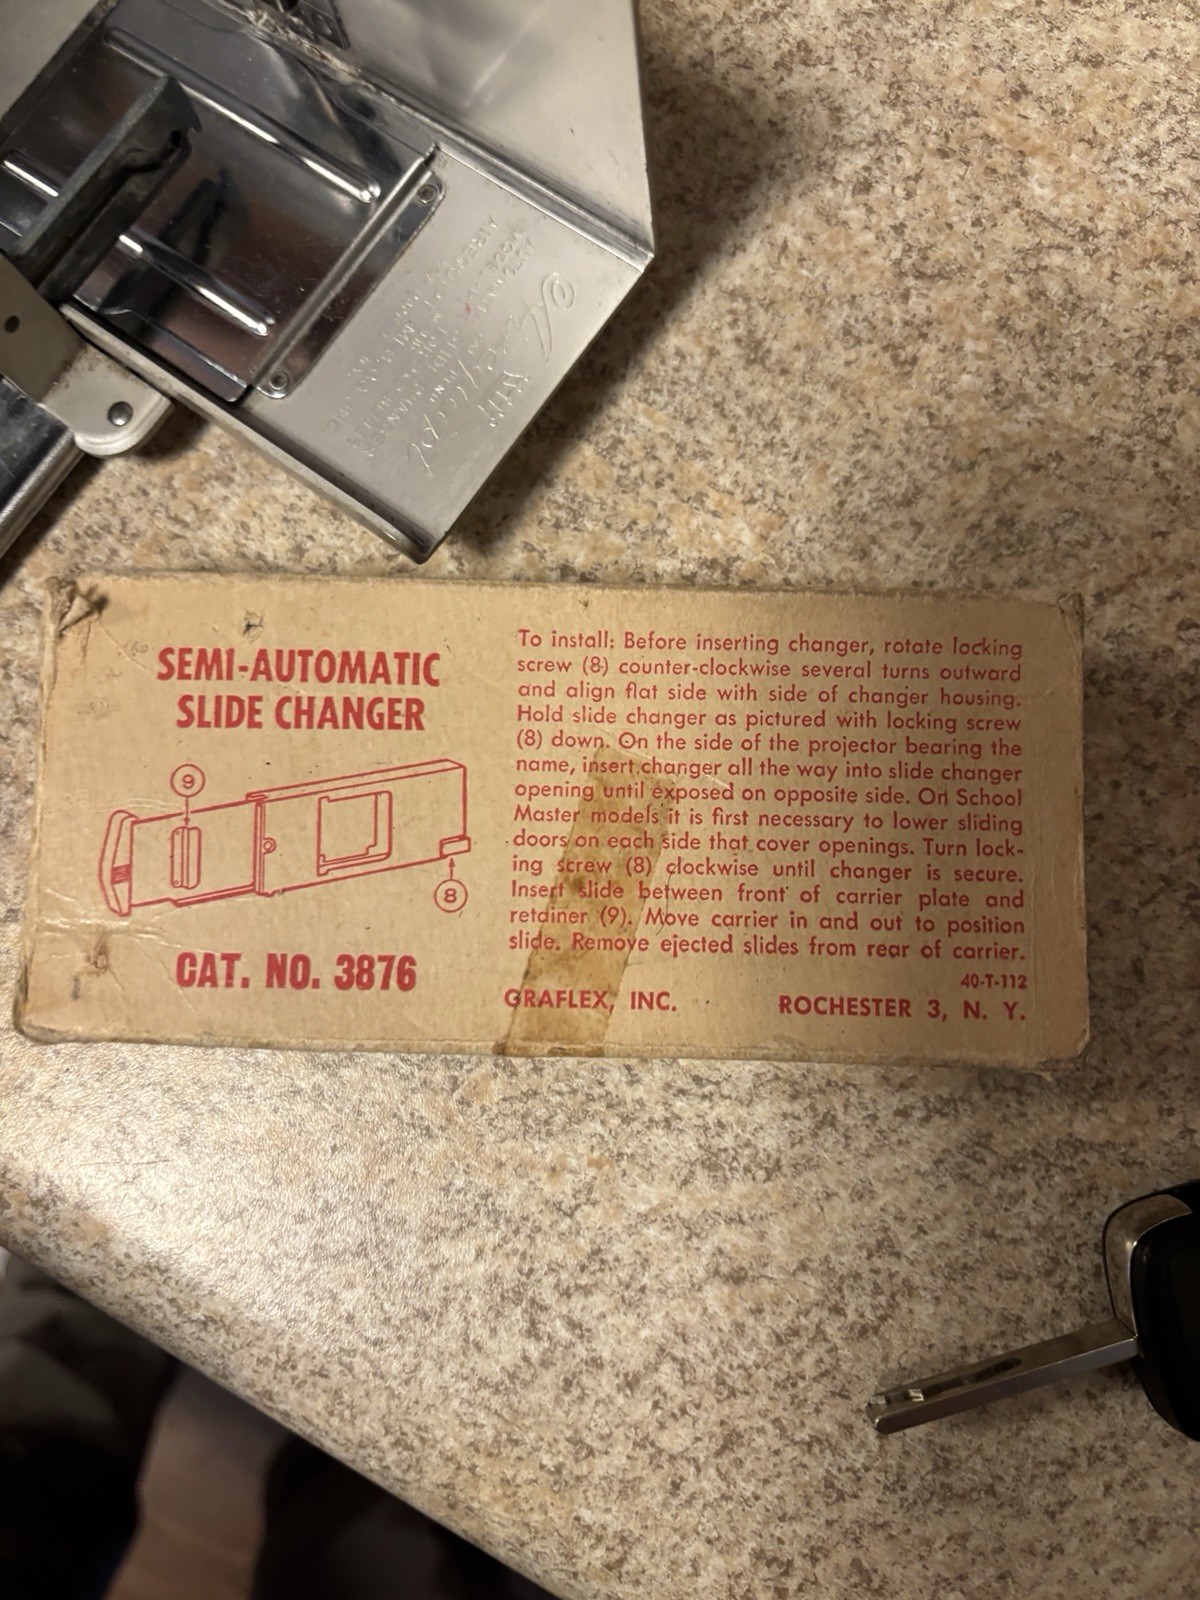 SEMI-AUTOMATIC
SLIDE CHANGER
9
8
CAT. NO. 3876
To install: Before inserting changer, rotate locking
screw (8) counter-clockwise several turns outward
and align flat side with side of changer housing.
Hold slide changer as pictured with locking screw
(8) down. On the side of the projector bearing the
name, insert changer all the way into slide changer
opening until exposed on opposite side. On School
Master models it is first necessary to lower sliding
doors on each side that cover openings. Turn lock-
ing screw (8) clockwise until changer is secure.
Insert slide between front of carrier plate and
retainer (9). Move carrier in and out to position
slide. Remove ejected slides from rear of carrier.
40-T-112
GRAFLEX, INC. ROCHESTER 3, N. Y.